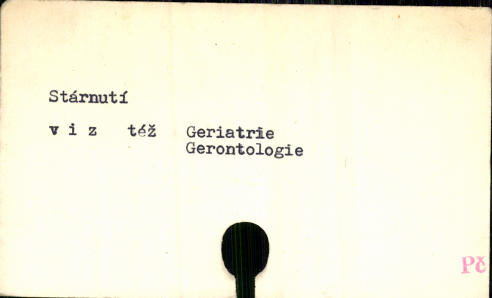 Stárnutí
v i z též Geriatrie
Gerontologie
Pč